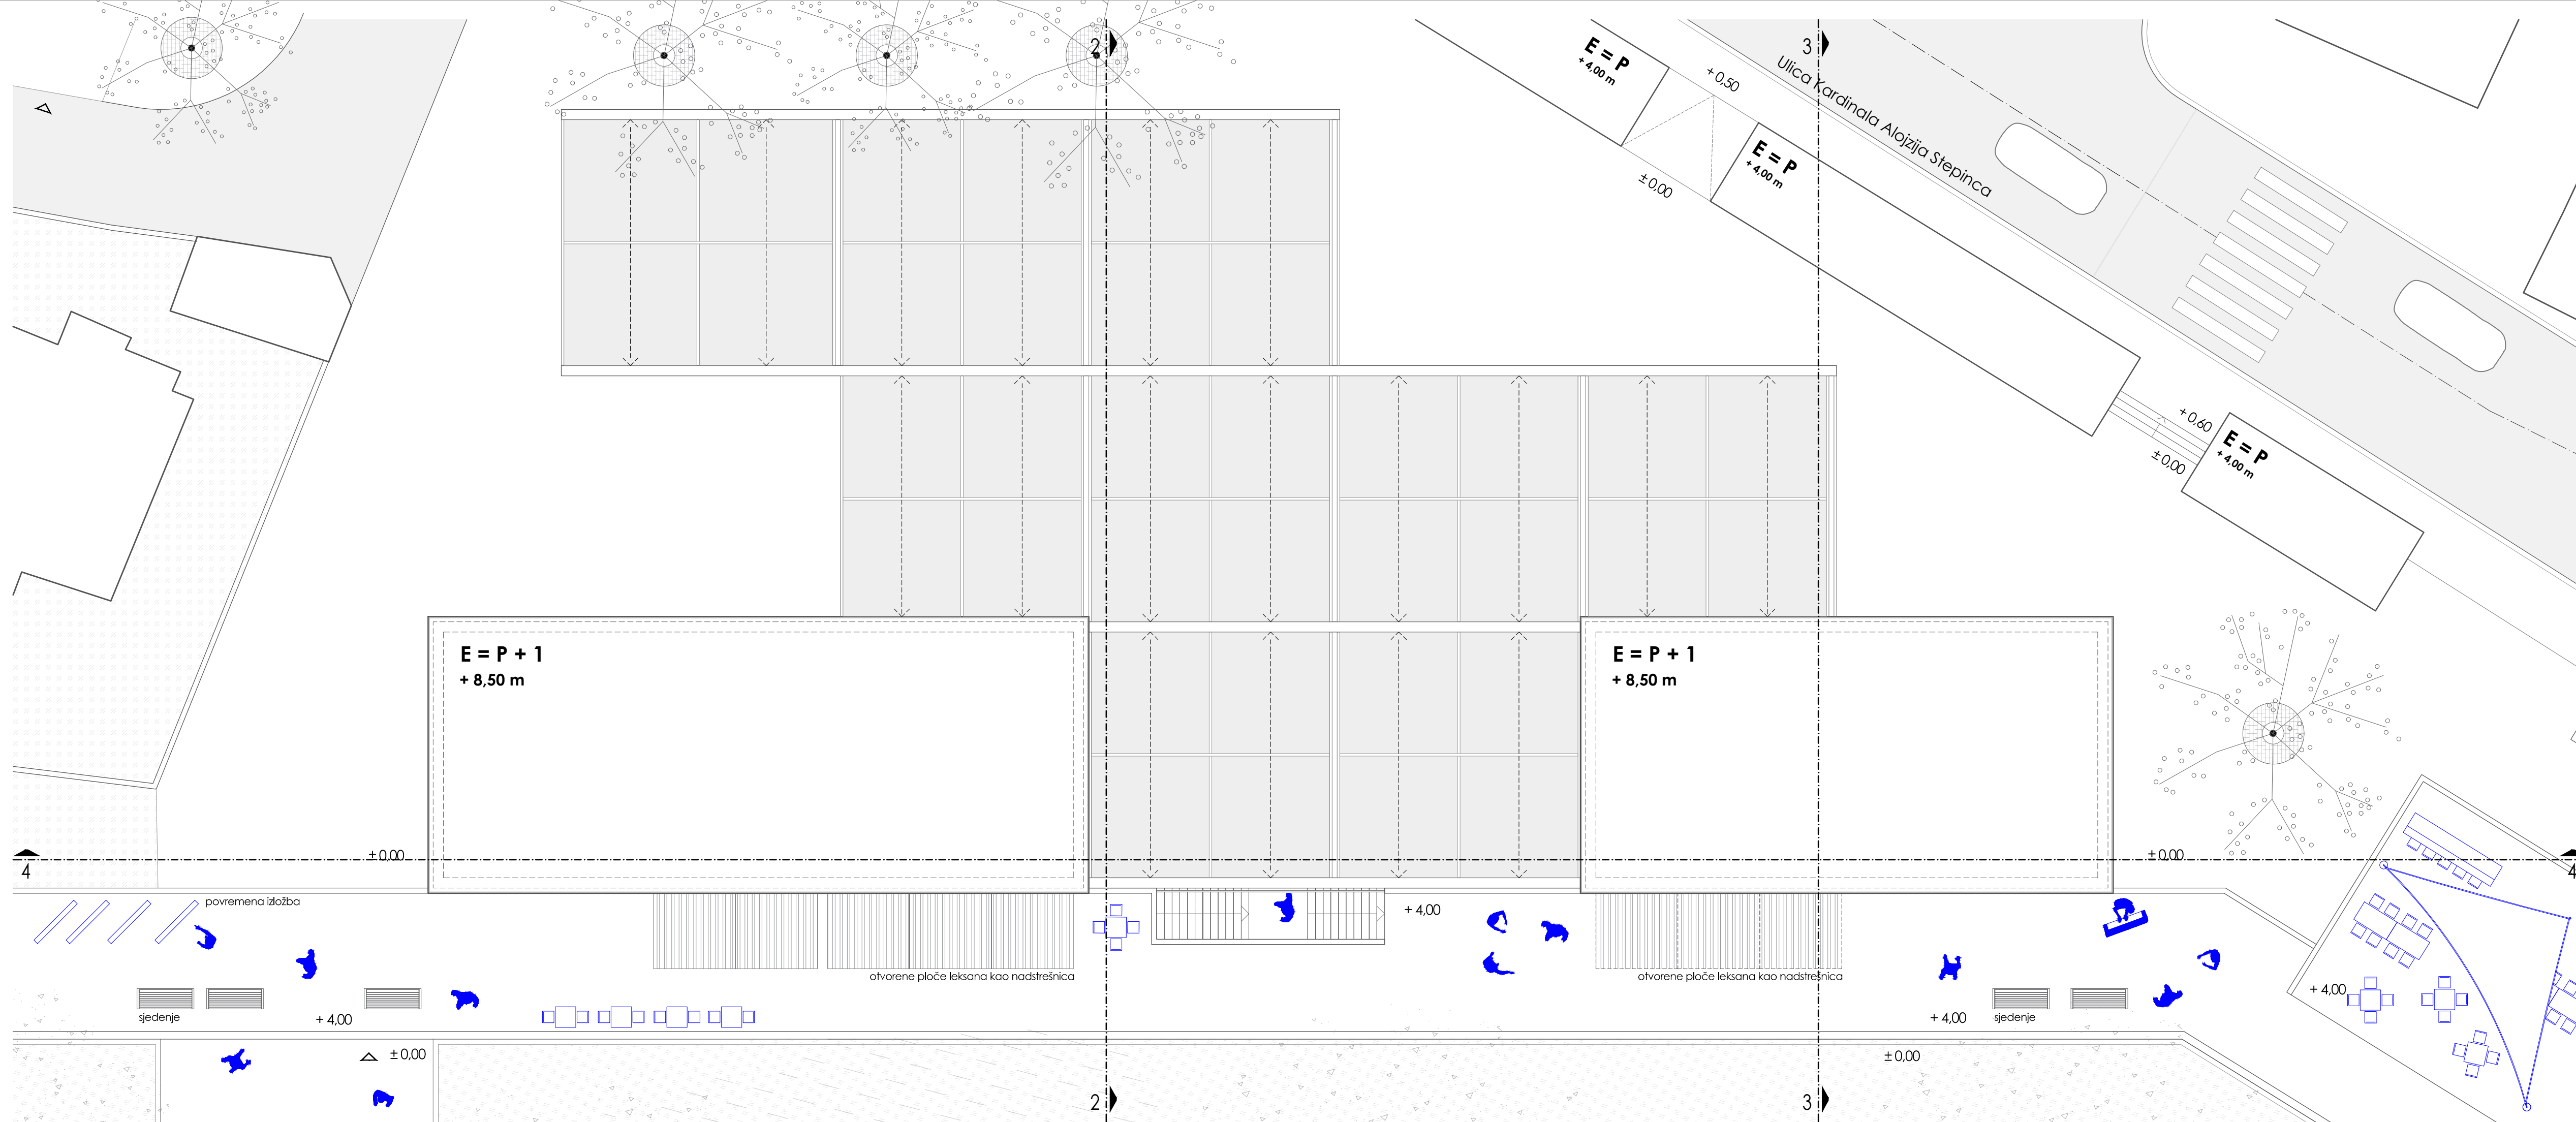 2
3
E = P
+ 4,00 m
+ 0,50
Ulica Kardinala Alojzija Stepinca
E = P
+ 4,00 m
± 0,00
+ 0,60
E = P
+ 4,00 m
± 0,00
E = P + 1
+ 8,50 m
E = P + 1
+ 8,50 m
± 0,00
± 0,00
4
4
povremena izložba
+ 4,00
otvorene ploče leksana kao nadstrešnica
otvorene ploče leksana kao nadstrešnica
+ 4,00
sjedenje
+ 4,00
+ 4,00
sjedenje
± 0,00
± 0,00
2
3